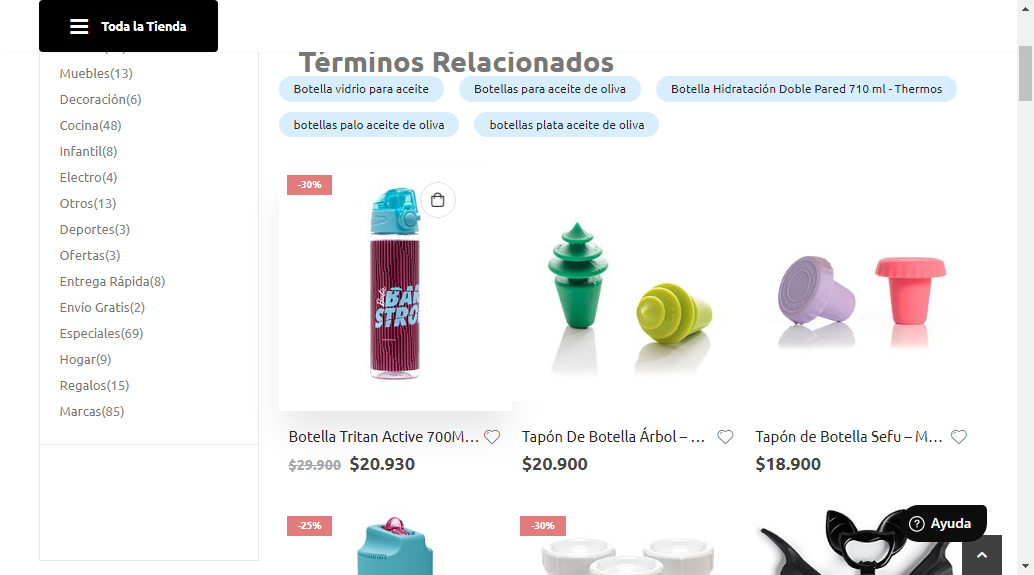 Toda la Tienda
Términos Relacionados
Muebles(13)
Decoración(6)
Cocina(48)
Infantil(8)
Electro(4)
Otros(13)
Deportes(3)
Ofertas(3)
Entrega Rápida(8)
Envío Gratis(2)
Especiales(69)
Hogar(9)
Regalos(15)
Marcas(85)
Botella vidrio para aceite
Botellas para aceite de oliva
Botella Hidratación Doble Pared 710 ml - Thermos
botellas palo aceite de oliva
botellas plata aceite de oliva
-30%
Botella Tritan Active 700M...
$29.900 $20.930
Tapón De Botella Árbol – ...
$20.900
Tapón de Botella Sefu – M...
$18.900
-25%
-30%
Ayuda